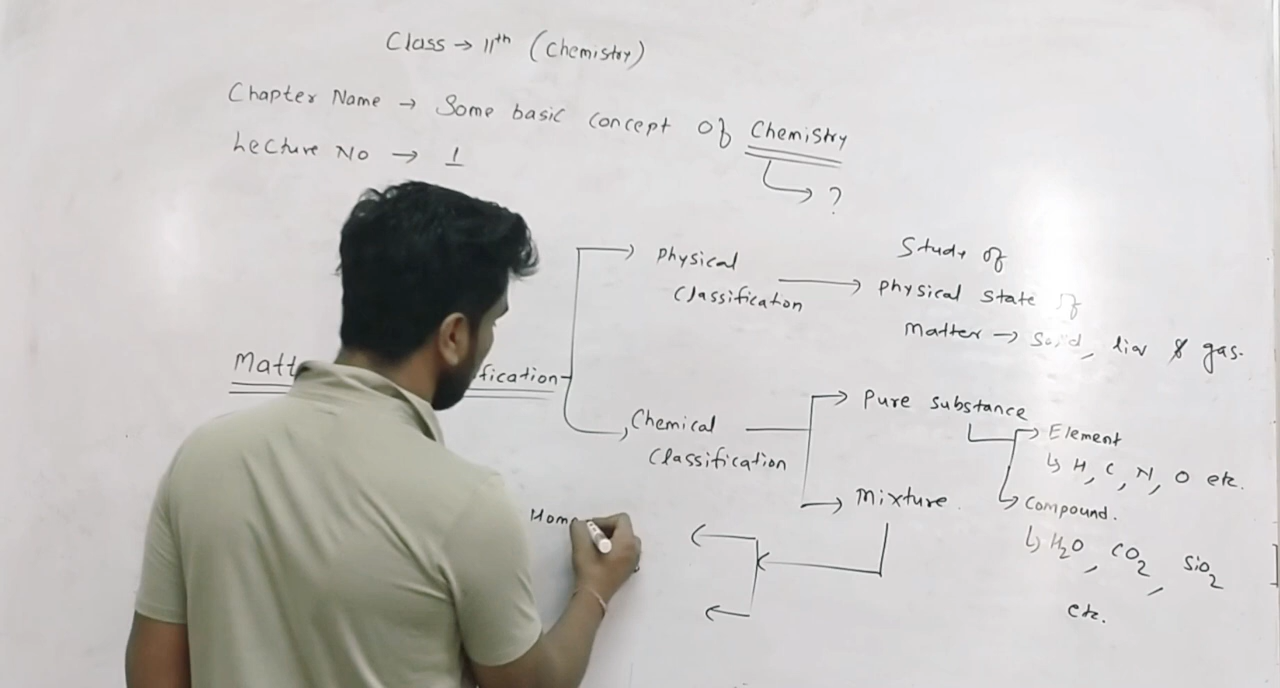 Class → 11th (Chemistry)
Chapter Name → Some basic concept of Chemistry
Lecture No → 1
?
Physical
Classification
Study of
Physical state of
Matter → Solid, liq & gas.
Matt
fication
Chemical
Classification
Pure substance
Element
H, C, N, O etc.
Mixture
Compound.
H₂O, CO₂, SiO₂
etc.
Hom